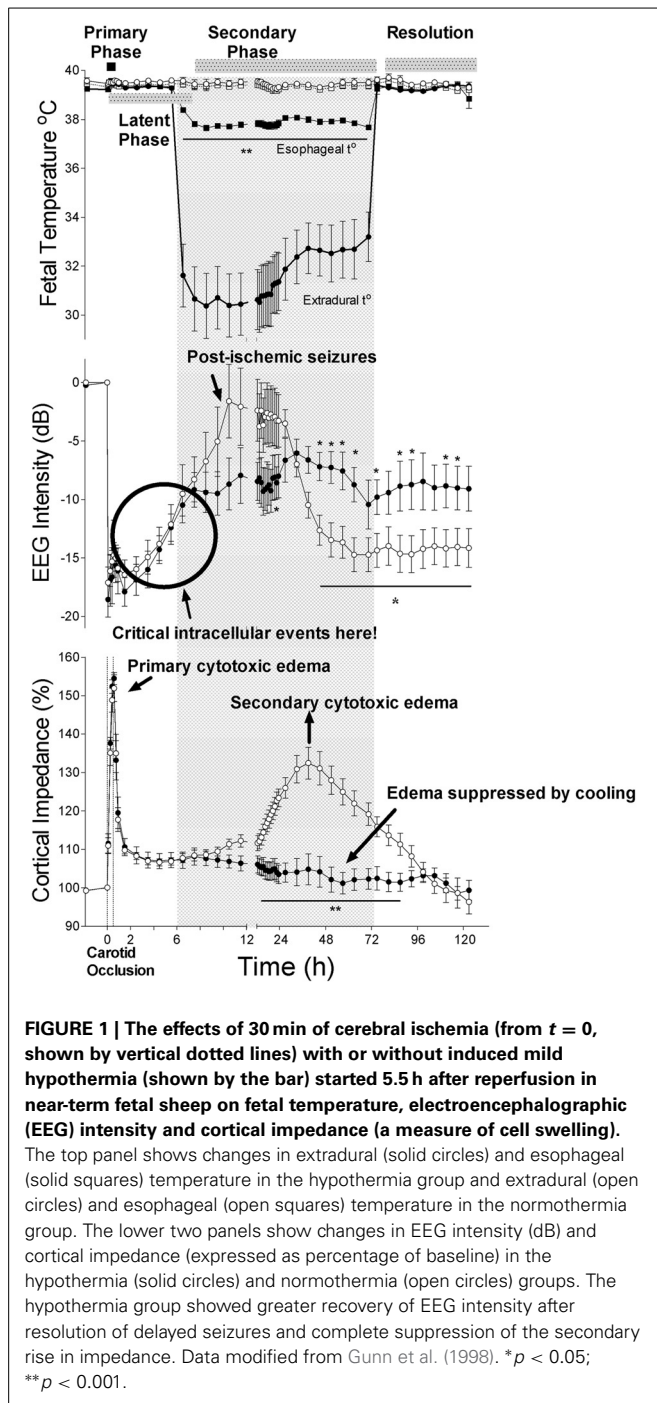 Primary
Phase
Secondary
Phase
Resolution
Latent
Phase
40
38
36
34
32
30
Fetal Temperature °C
**
Esophageal t°
Extradural t°
Post-ischemic seizures
0
-5
-10
-15
-20
EEG Intensity (dB)
* * * * * * * * *
*
*
Critical intracellular events here!
160
150
140
130
120
110
100
90
Cortical Impedance (%)
Primary cytotoxic edema
Secondary cytotoxic edema
Edema suppressed by cooling
**
0 2 6 12 24 48 72 96 120
Carotid
Occlusion
Time (h)
FIGURE 1 | The effects of 30 min of cerebral ischemia (from t = 0,
shown by vertical dotted lines) with or without induced mild
hypothermia (shown by the bar) started 5.5 h after reperfusion in
near-term fetal sheep on fetal temperature, electroencephalographic
(EEG) intensity and cortical impedance (a measure of cell swelling).
The top panel shows changes in extradural (solid circles) and esophageal
(solid squares) temperature in the hypothermia group and extradural (open
circles) and esophageal (open squares) temperature in the normothermia
group. The lower two panels show changes in EEG intensity (dB) and
cortical impedance (expressed as percentage of baseline) in the
hypothermia (solid circles) and normothermia (open circles) groups. The
hypothermia group showed greater recovery of EEG intensity after
resolution of delayed seizures and complete suppression of the secondary
rise in impedance. Data modified from Gunn et al. (1998). *p < 0.05;
**p < 0.001.